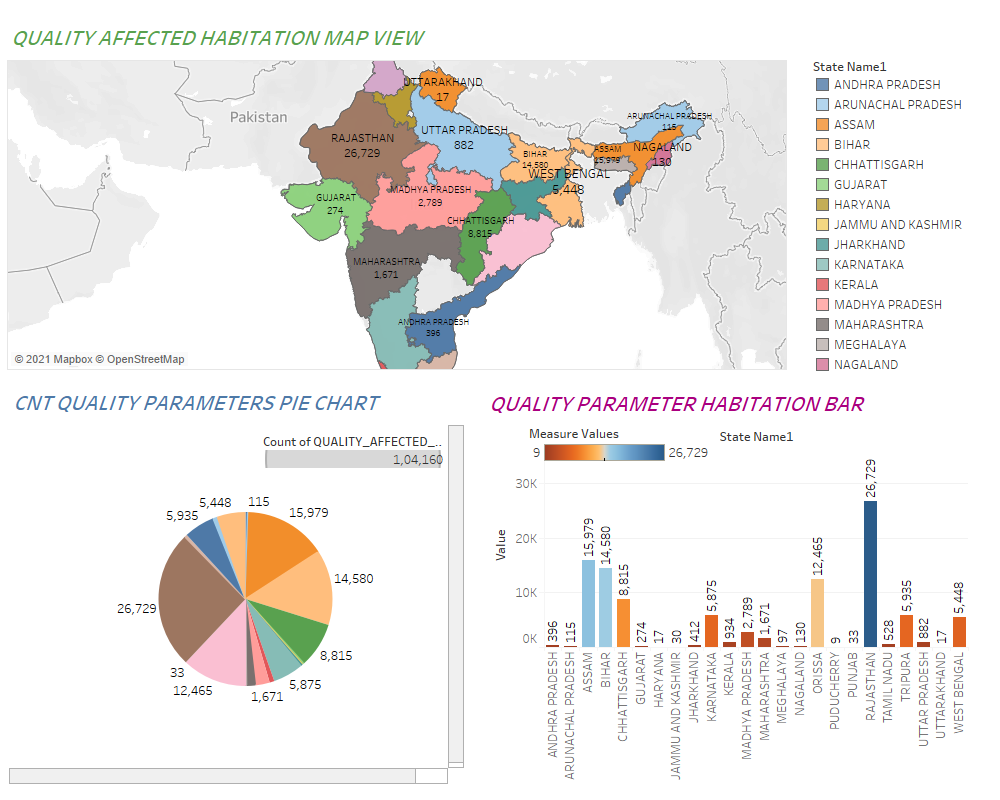 QUALITY AFFECTED HABITATION MAP VIEW
Pakistan
UTTARAKHAND
17
RAJASTHAN
26,729
UTTAR PRADESH
882
ARUNACHAL PRADESH
115
ASSAM
15,979
NAGALAND
130
BIHAR
14,580
WEST BENGAL
5,448
GUJARAT
274
MADHYA PRADESH
2,789
CHHATTISGARH
8,815
MAHARASHTRA
1,671
ANDHRA PRADESH
396
© 2021 Mapbox © OpenStreetMap
State Name1
ANDHRA PRADESH
ARUNACHAL PRADESH
ASSAM
BIHAR
CHHATTISGARH
GUJARAT
HARYANA
JAMMU AND KASHMIR
JHARKHAND
KARNATAKA
KERALA
MADHYA PRADESH
MAHARASHTRA
MEGHALAYA
NAGALAND
CNT QUALITY PARAMETERS PIE CHART
Count of QUALITY_AFFECTED_..
1,04,160
115
15,979
14,580
8,815
5,875
1,671
12,465
33
26,729
5,935
5,448
QUALITY PARAMETER HABITATION BAR
Measure Values
9
26,729
State Name1
Value
30K
20K
10K
0K
396
115
15,979
14,580
8,815
274
17
30
412
5,875
934
2,789
1,671
97
130
12,465
9
33
26,729
528
5,935
882
17
5,448
ANDHRA PRADESH
ARUNACHAL PRADESH
ASSAM
BIHAR
CHHATTISGARH
GUJARAT
HARYANA
JAMMU AND KASHMIR
JHARKHAND
KARNATAKA
KERALA
MADHYA PRADESH
MAHARASHTRA
MEGHALAYA
NAGALAND
ORISSA
PUDUCHERRY
PUNJAB
RAJASTHAN
TAMIL NADU
TRIPURA
UTTAR PRADESH
UTTARAKHAND
WEST BENGAL